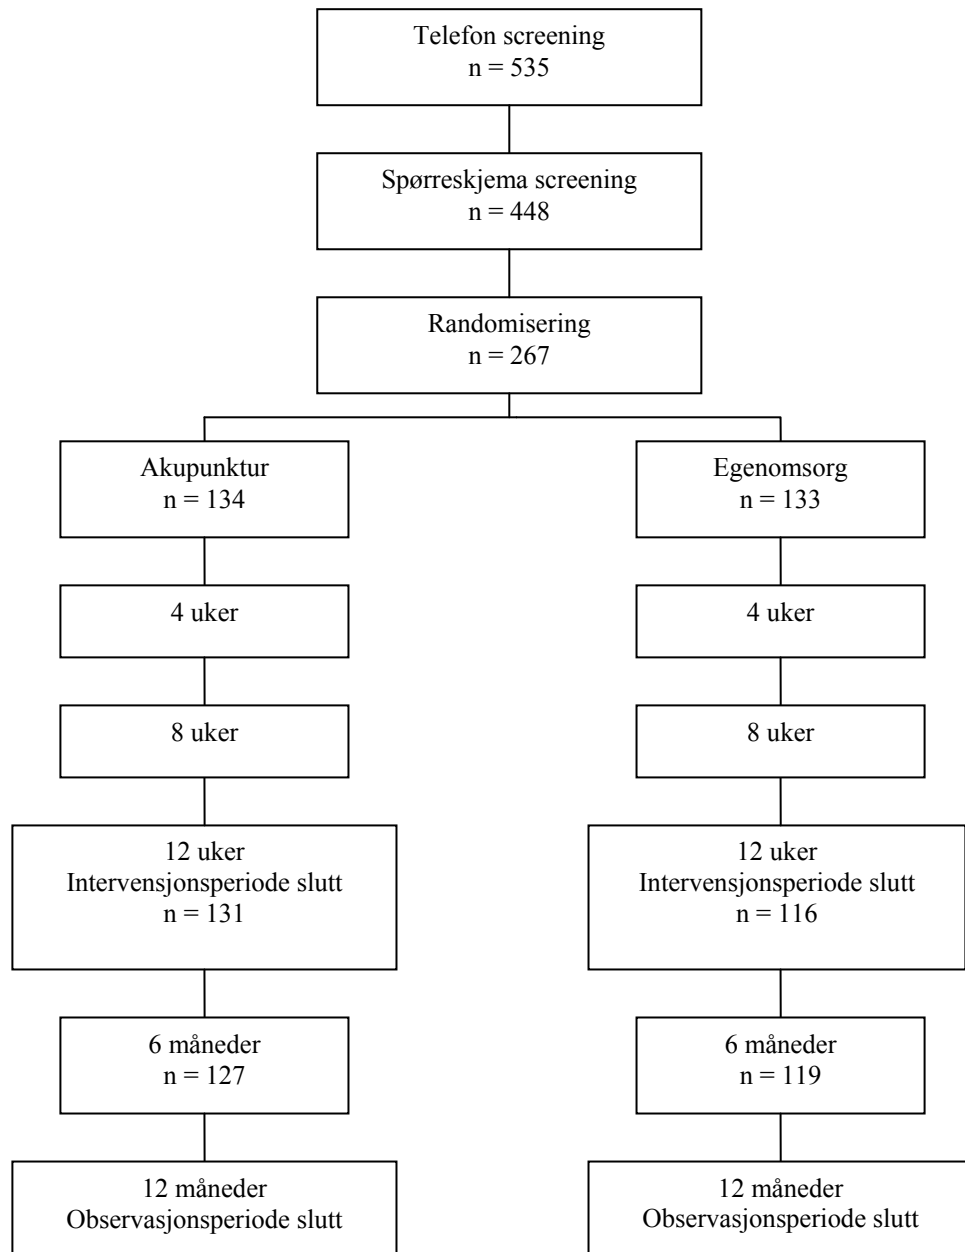 Telefon screening
n = 535
Spørreskjema screening
n = 448
Randomisering
n = 267
Akupunktur
n = 134
Egenomsorg
n = 133
4 uker
4 uker
8 uker
8 uker
12 uker
Intervensjonsperiode slutt
n = 131
12 uker
Intervensjonsperiode slutt
n = 116
6 måneder
n = 127
6 måneder
n = 119
12 måneder
Observasjonsperiode slutt
12 måneder
Observasjonsperiode slutt